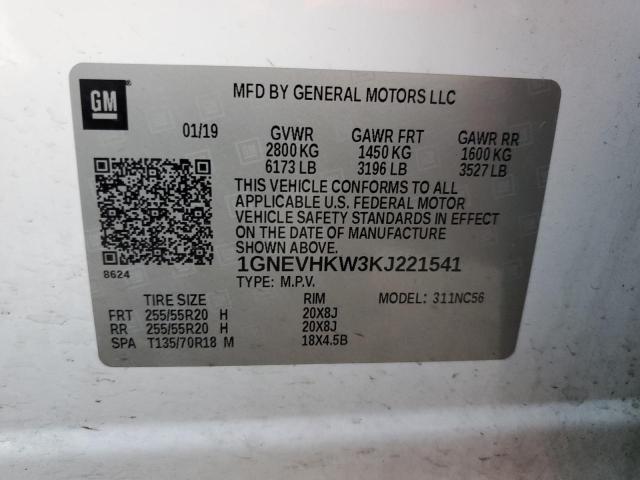 GM
MFD BY GENERAL MOTORS LLC
01/19 GVWR GAWR FRT GAWR RR
2800 KG 1450 KG 1600 KG
6173 LB 3196 LB 3527 LB
THIS VEHICLE CONFORMS TO ALL
APPLICABLE U.S. FEDERAL MOTOR
VEHICLE SAFETY STANDARDS IN EFFECT
ON THE DATE OF MANUFACTURE
SHOWN ABOVE.
8624
1GNEVHKW3KJ221541
TYPE: M.P.V.
TIRE SIZE RIM MODEL: 311NC56
FRT 255/55R20 H 20X8J
RR 255/55R20 H 20X8J
SPA T135/70R18 M 18X4.5B